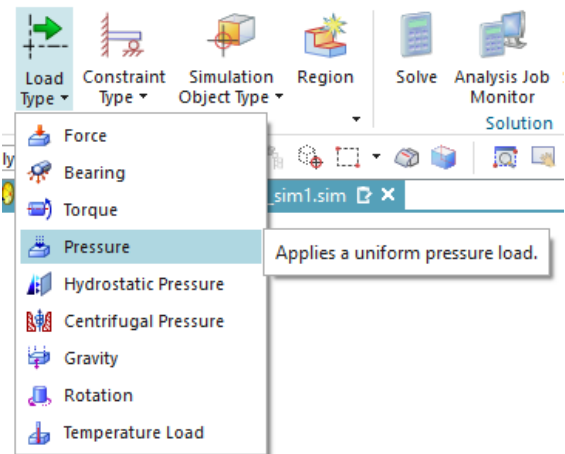 Load
Type
Constraint
Type
Simulation
Object Type
Region
Solve
Analysis Job
Monitor
Solution
Force
ly
Bearing
Torque
_sim1.sim
Pressure
Applies a uniform pressure load.
Hydrostatic Pressure
Centrifugal Pressure
Gravity
Rotation
Temperature Load